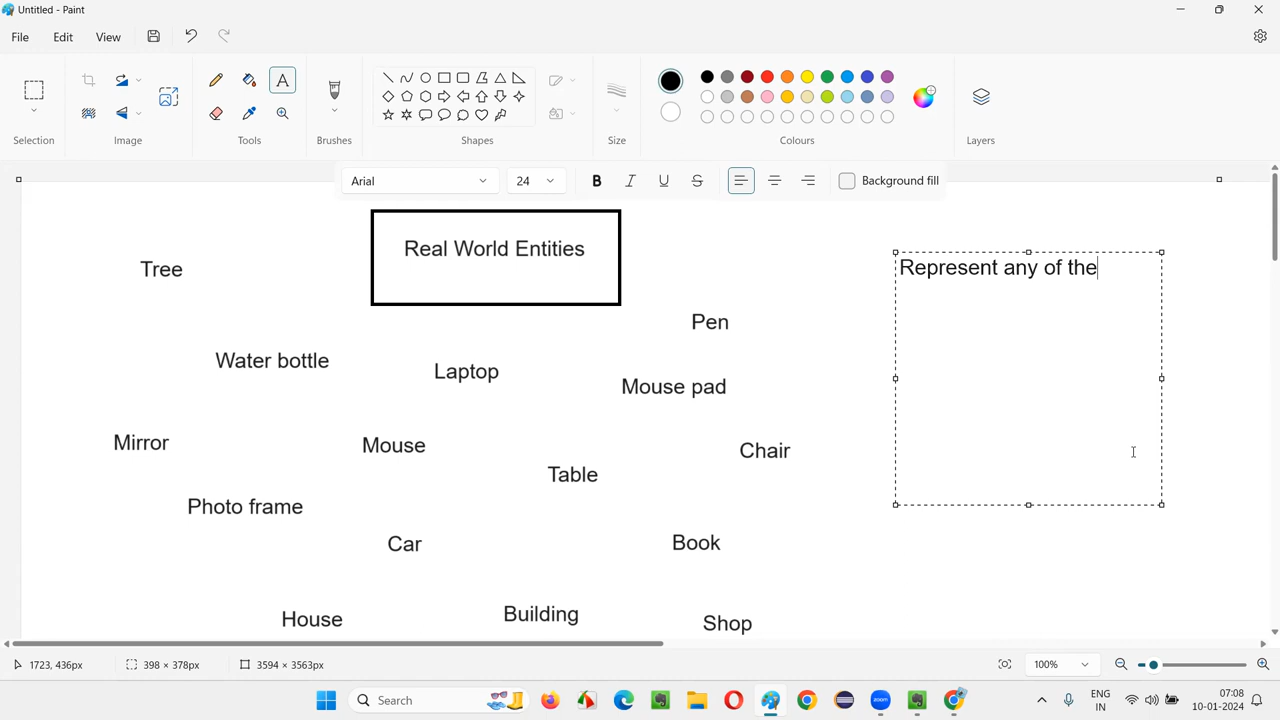 Untitled - Paint
File Edit View
Selection
Image
Tools
Brushes
Shapes
Size
Colours
Layers
Arial
24
B I U
Background fill
Real World Entities
Tree
Represent any of the
Pen
Water bottle
Laptop
Mouse pad
Mirror
Mouse
Chair
Table
Photo frame
Car
Book
House
Building
Shop
1723, 436px
398 × 378px
3594 × 3563px
100%
Search
zoom
ENG
IN
07:08
10-01-2024